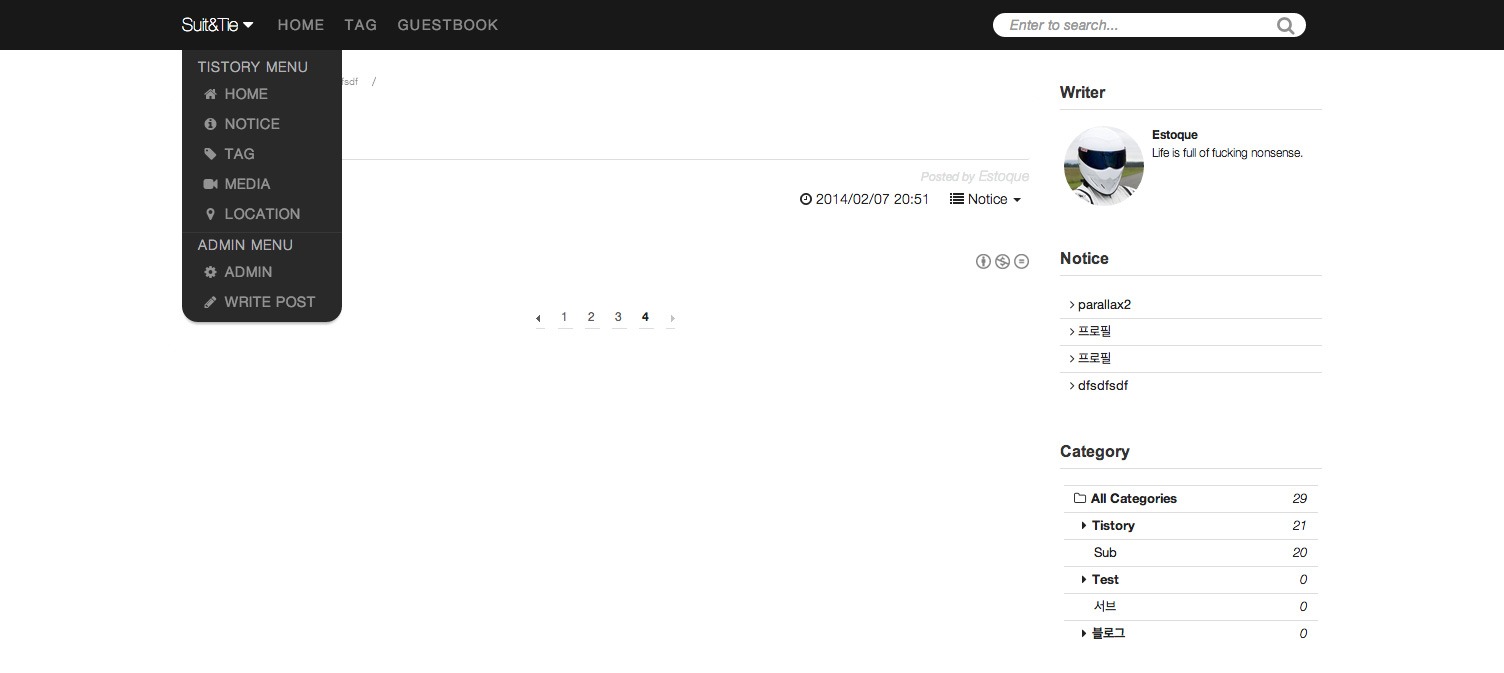 Suit&Tie HOME TAG GUESTBOOK Enter to search...
TISTORY MENU
HOME
NOTICE
TAG
MEDIA
LOCATION
ADMIN MENU
ADMIN
WRITE POST
fsdf /
Posted by Estoque
2014/02/07 20:51 Notice
1 2 3 4
Writer
Estoque
Life is full of fucking nonsense.
Notice
parallax2
프로필
프로필
dfsdfsdf
Category
All Categories 29
Tistory 21
Sub 20
Test 0
서브 0
블로그 0